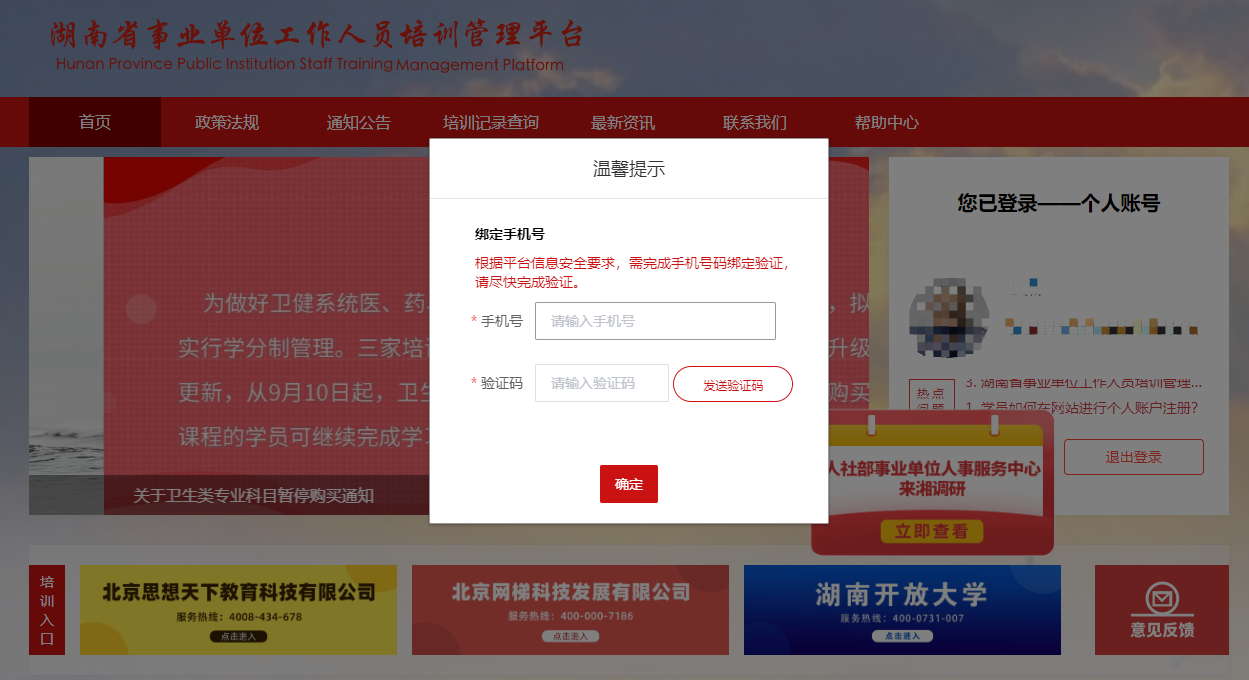 湖南省事业单位工作人员培训管理平台
Hunan Province Public Institution Staff Training Management Platform
首页
政策法规
通知公告
培训记录查询
最新资讯
联系我们
帮助中心
温馨提示
绑定手机号
根据平台信息安全要求，需完成手机号码绑定验证，
请尽快完成验证。
* 手机号
请输入手机号
* 验证码
请输入验证码
发送验证码
确定
为做好卫健系统医、药、
，拟
实行学分制管理。三家培
升级
更新，从9月10日起，卫生
购买
课程的学员可继续完成学习
关于卫生类专业科目暂停购买通知
您已登录——个人账号
热点
问题
3. 湖南省事业单位工作人员培训管理...
1. 学员如何在网站进行个人账户注册?
退出登录
人社部事业单位人事服务中心
来湘调研
立即查看
培训入口
北京思想天下教育科技有限公司
服务热线：4008-434-678
点击进入
北京网梯科技发展有限公司
服务热线：400-000-7186
点击进入
湖南开放大学
服务热线：400-0731-007
点击进入
意见反馈